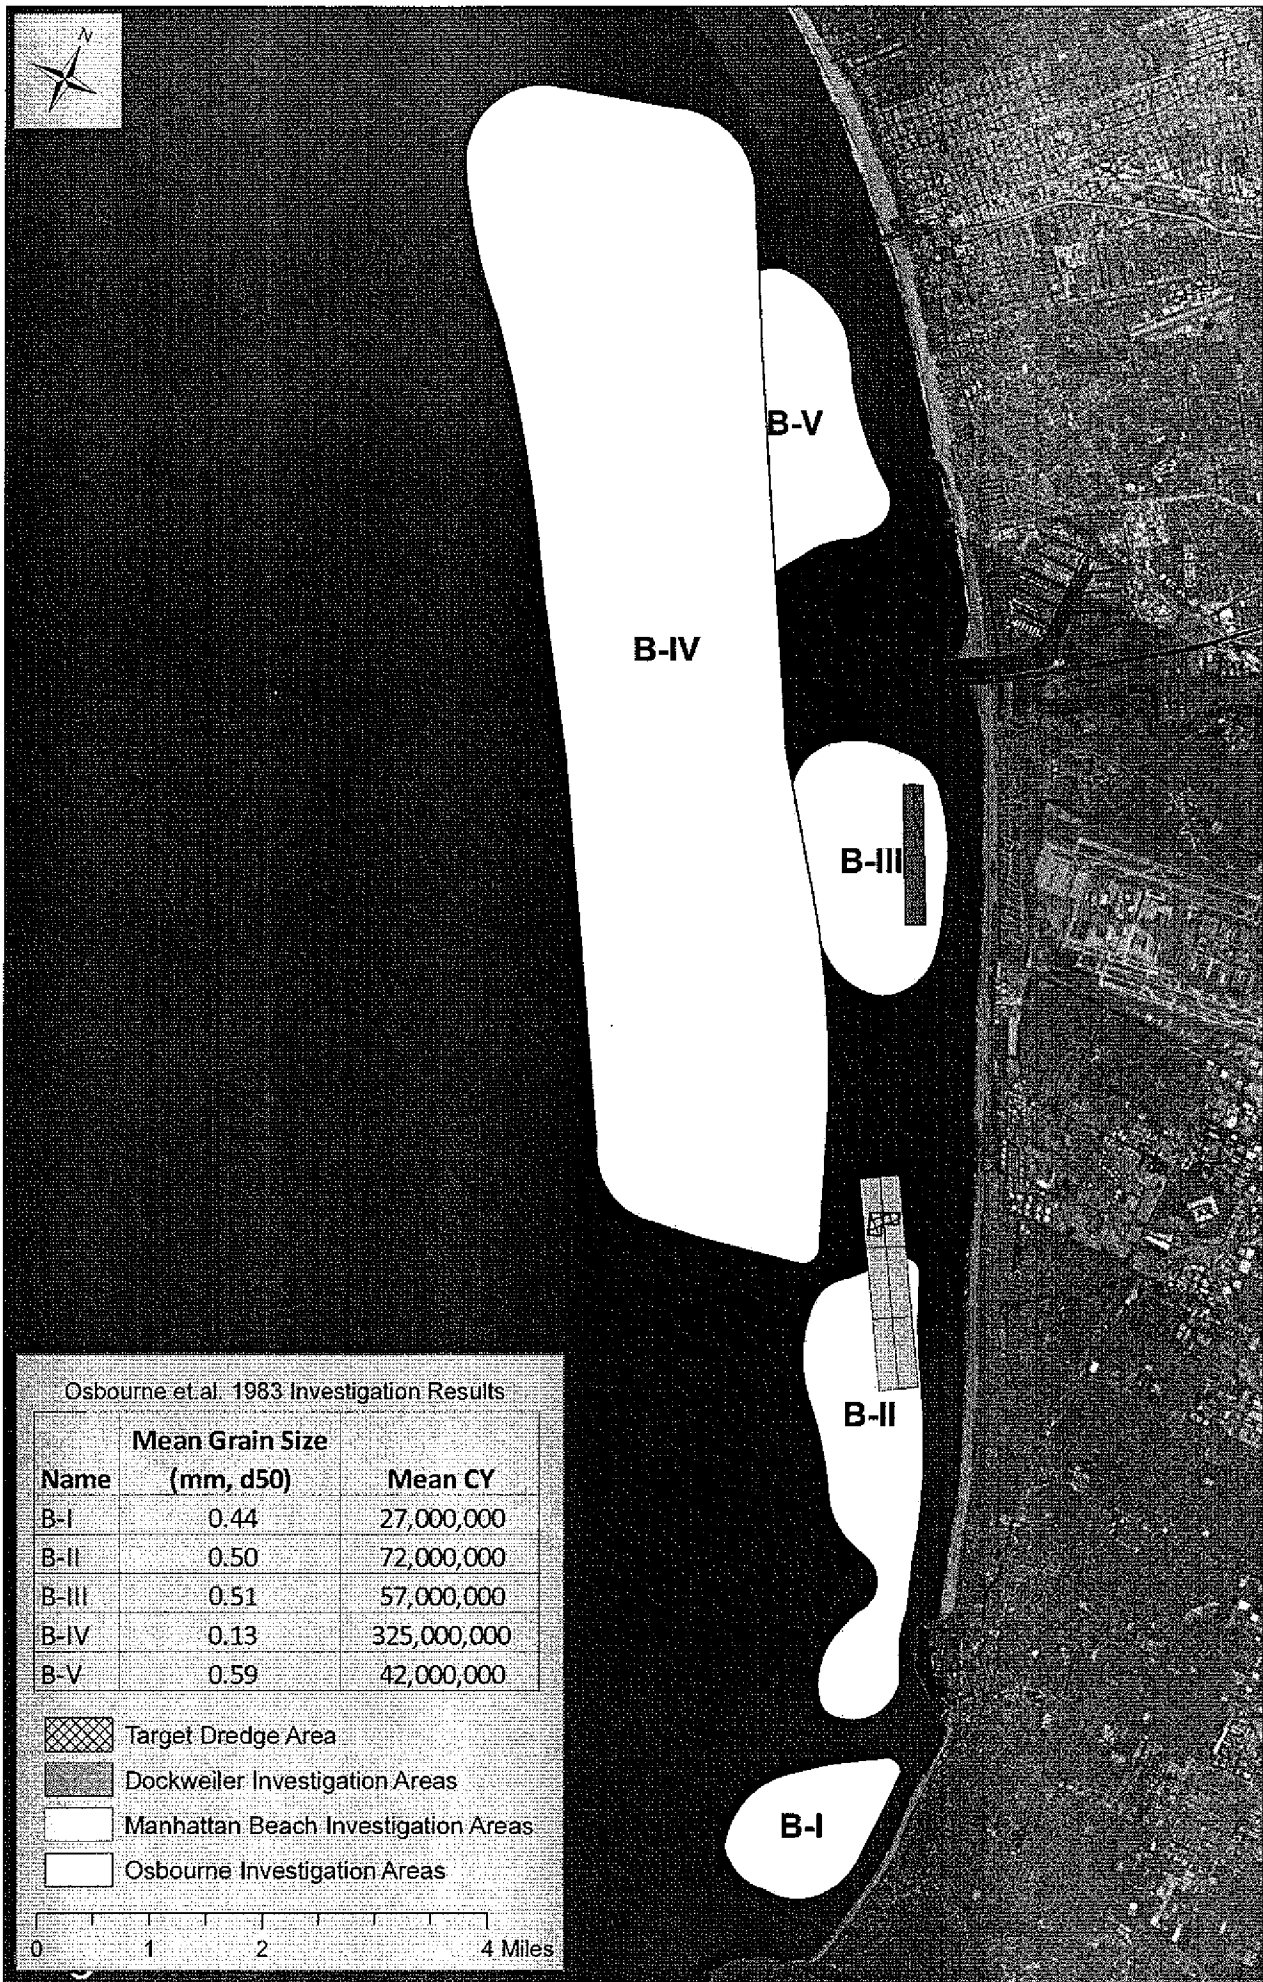 N
B-V
B-IV
B-III
B-II
B-I
Osbourne et.al. 1983 Investigation Results
Name Mean Grain Size (mm, d50) Mean CY
B-I 0.44 27,000,000
B-II 0.50 72,000,000
B-III 0.51 57,000,000
B-IV 0.13 325,000,000
B-V 0.59 42,000,000
Target Dredge Area
Dockweiler Investigation Areas
Manhattan Beach Investigation Areas
Osbourne Investigation Areas
0 1 2 4 Miles